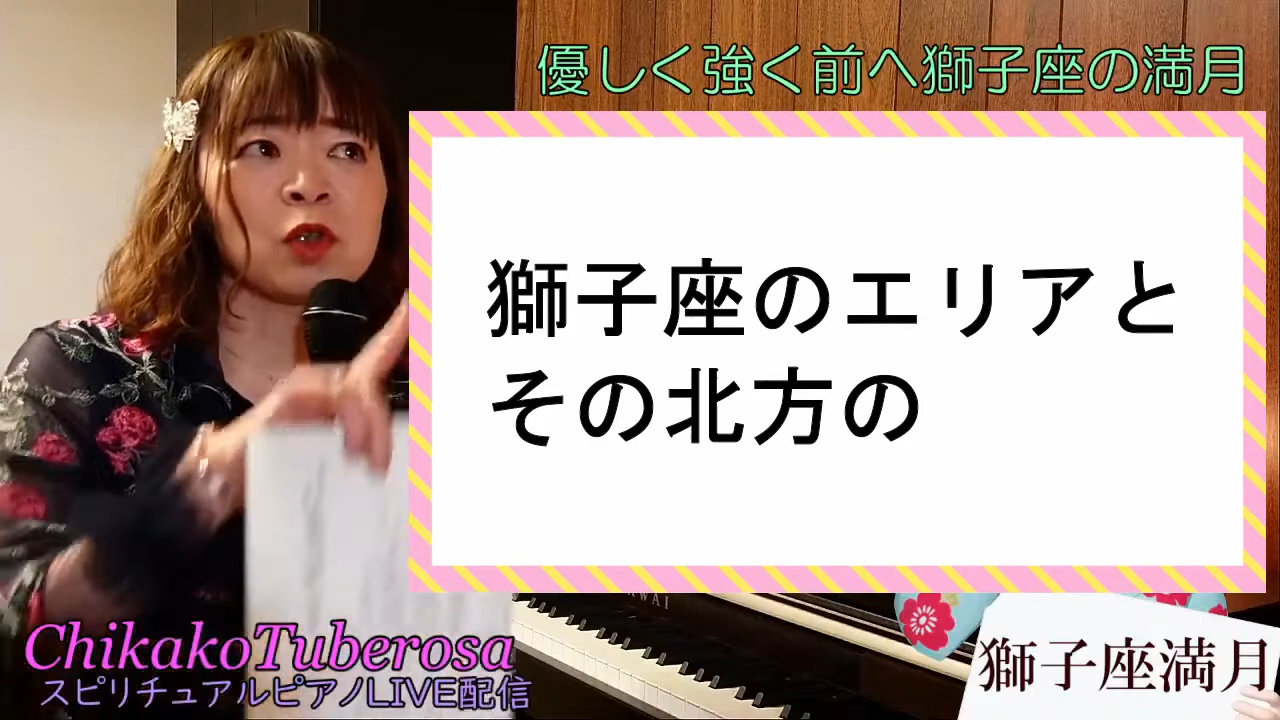 優しく強く前へ獅子座の満月
獅子座のエリアと
その北方の
WAI
ChikakoTuberosa
スピリチュアルピアノLIVE配信
獅子座満月